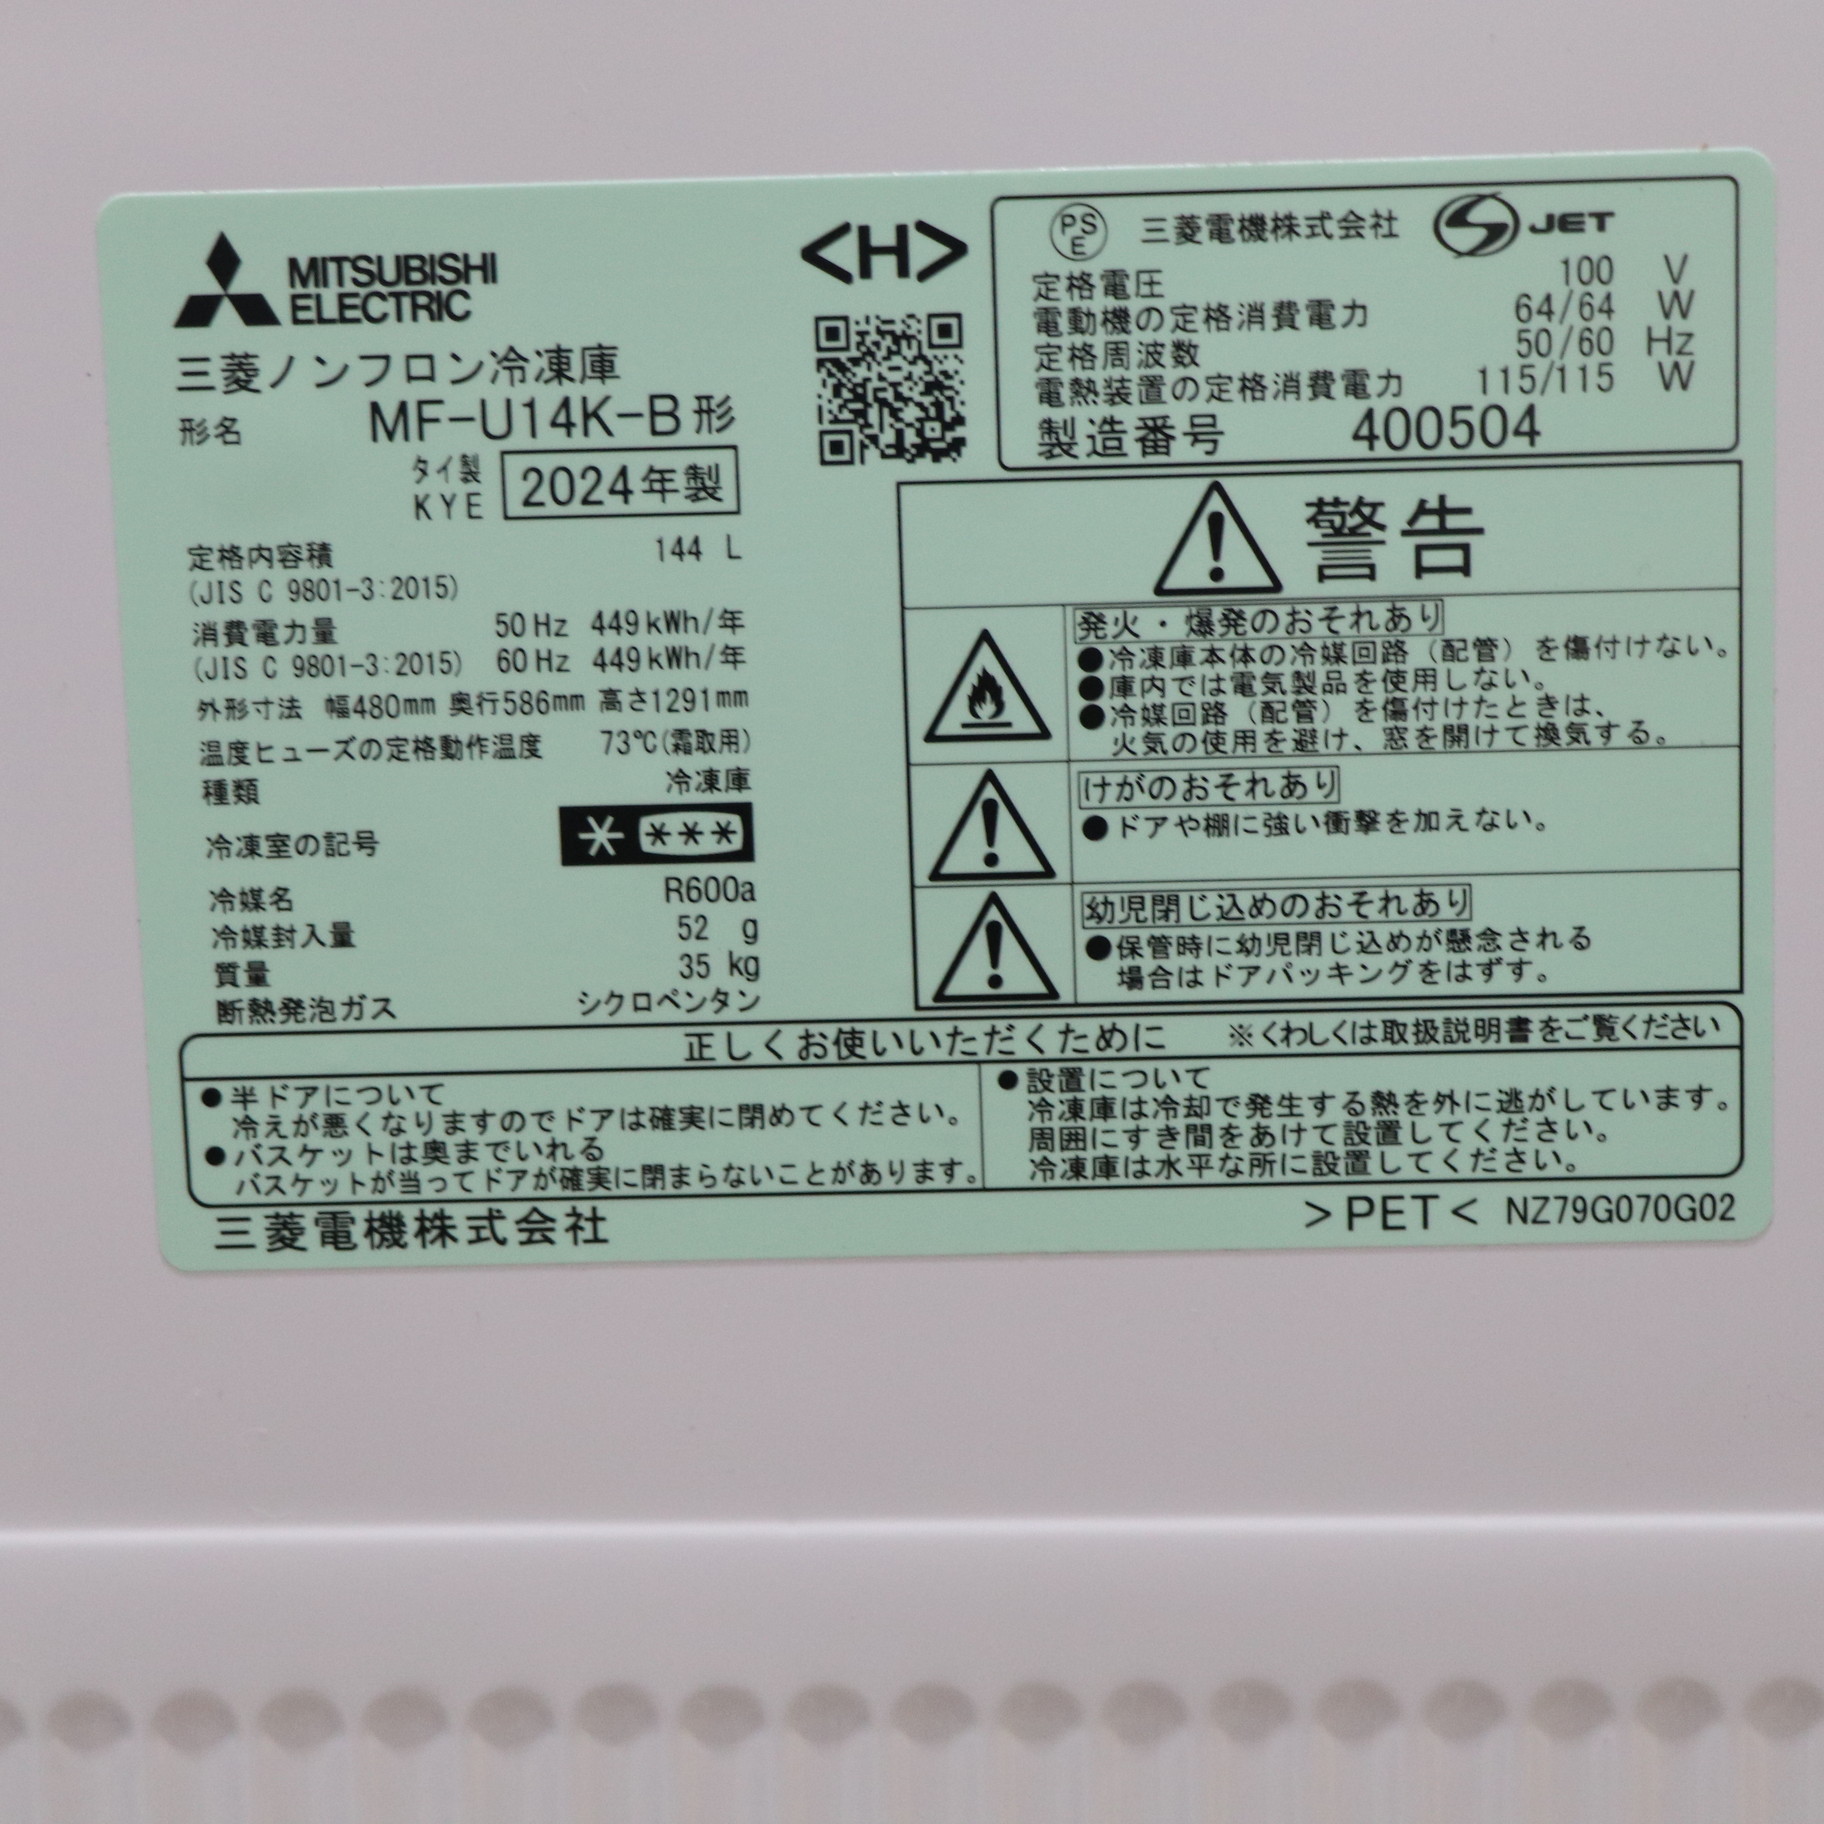 MITSUBISHI
ELECTRIC
三菱ノンフロン冷凍庫
形名 MF-U14K-B形
タイ製
KYE 2024年製
定格内容積 144 L
(JIS C 9801-3:2015)
消費電力量 50Hz 449kWh/年
(JIS C 9801-3:2015) 60Hz 449kWh/年
外形寸法 幅480mm 奥行586mm 高さ1291mm
温度ヒューズの定格動作温度 73℃(霜取用)
種類 冷凍庫
冷凍室の記号 * ***
冷媒名 R600a
冷媒封入量 52 g
質量 35 kg
断熱発泡ガス シクロペンタン
<H>
PSE 三菱電機株式会社 S JET
定格電圧 100 V
電動機の定格消費電力 64/64 W
定格周波数 50/60 Hz
電熱装置の定格消費電力 115/115 W
製造番号 400504
警告
発火・爆発のおそれあり
●冷凍庫本体の冷媒回路(配管)を傷付けない。
●庫内では電気製品を使用しない。
●冷媒回路(配管)を傷付けたときは、
火気の使用を避け、窓を開けて換気する。
けがのおそれあり
●ドアや棚に強い衝撃を加えない。
幼児閉じ込めのおそれあり
●保管時に幼児閉じ込めが懸念される
場合はドアパッキングをはずす。
正しくお使いいただくために ※くわしくは取扱説明書をご覧ください
●半ドアについて
冷えが悪くなりますのでドアは確実に閉めてください。
●バスケットは奥までいれる
バスケットが当ってドアが確実に閉まらないことがあります。
●設置について
冷凍庫は冷却で発生する熱を外に逃がしています。
周囲にすき間をあけて設置してください。
冷凍庫は水平な所に設置してください。
三菱電機株式会社 >PET< NZ79G070G02